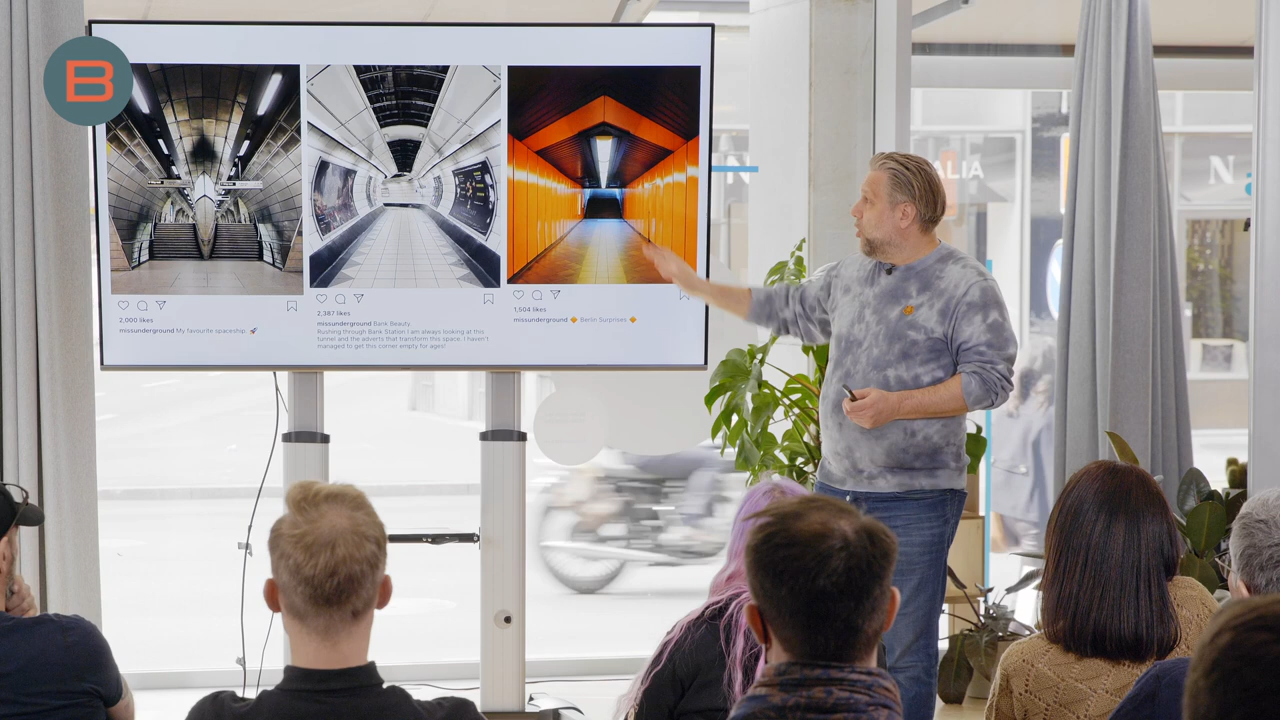 B
2,000 likes
missunderground My favourite spaceship. 🚀
2,387 likes
missunderground Bank Beauty.
Rushing through Bank Station I am always looking at this
tunnel and the adverts that transform this space. I haven't
managed to get this corner empty for ages!
1,504 likes
missunderground 🔶 Berlin Surprises 🔶
ALIA
N